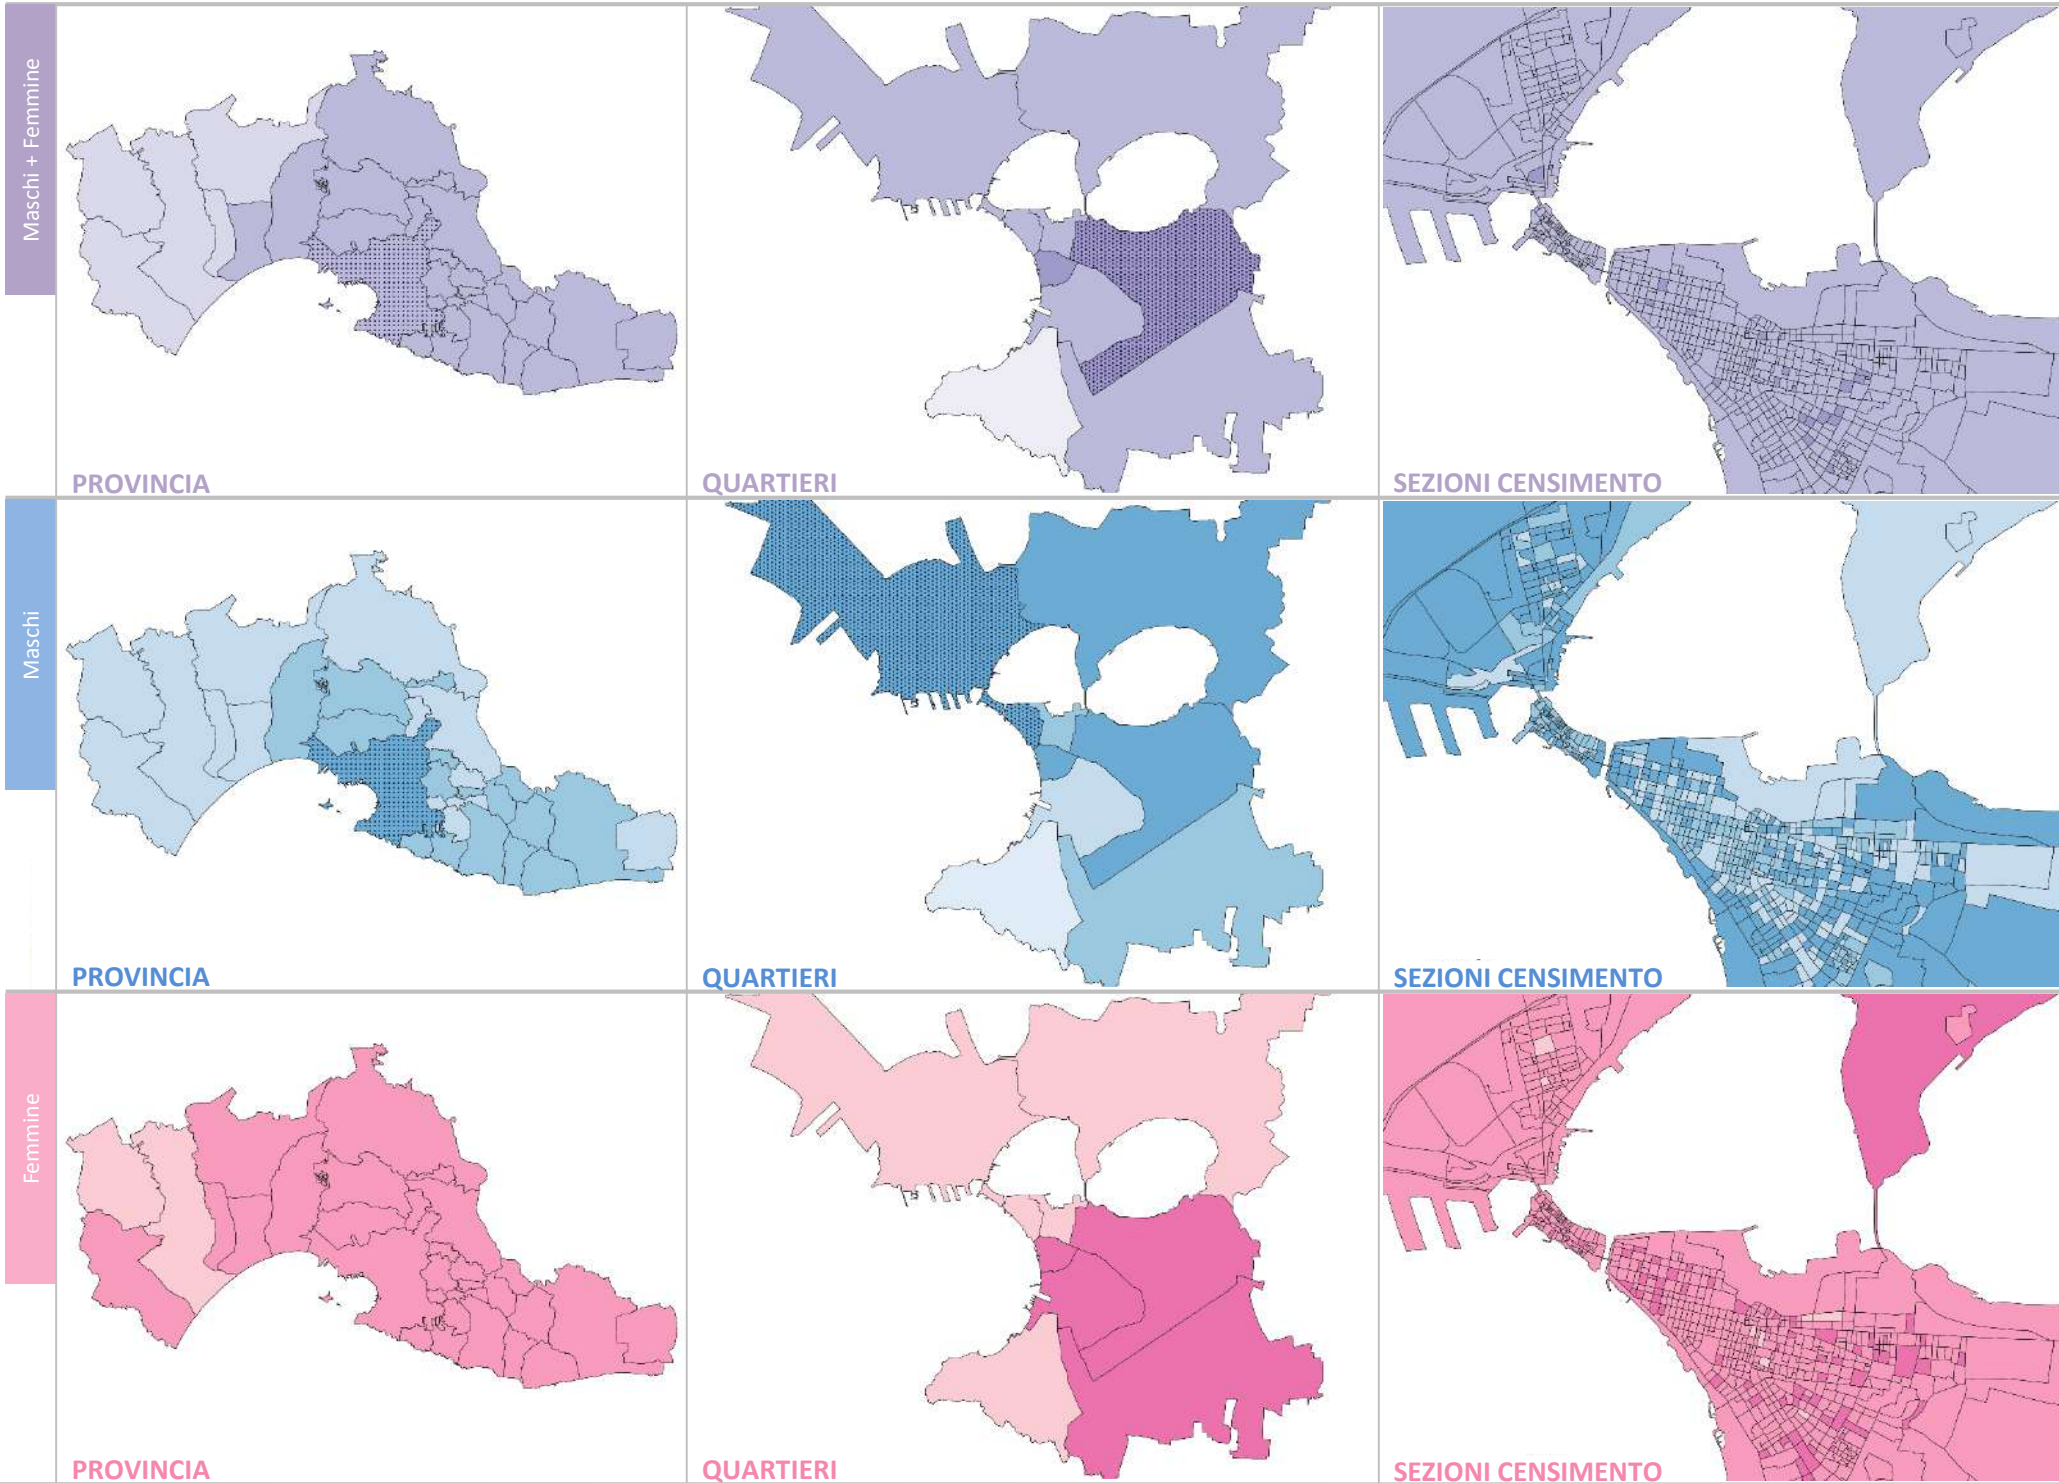 Maschi + Femmine
PROVINCIA
QUARTIERI
SEZIONI CENSIMENTO
Maschi
PROVINCIA
QUARTIERI
SEZIONI CENSIMENTO
Femmine
PROVINCIA
QUARTIERI
SEZIONI CENSIMENTO